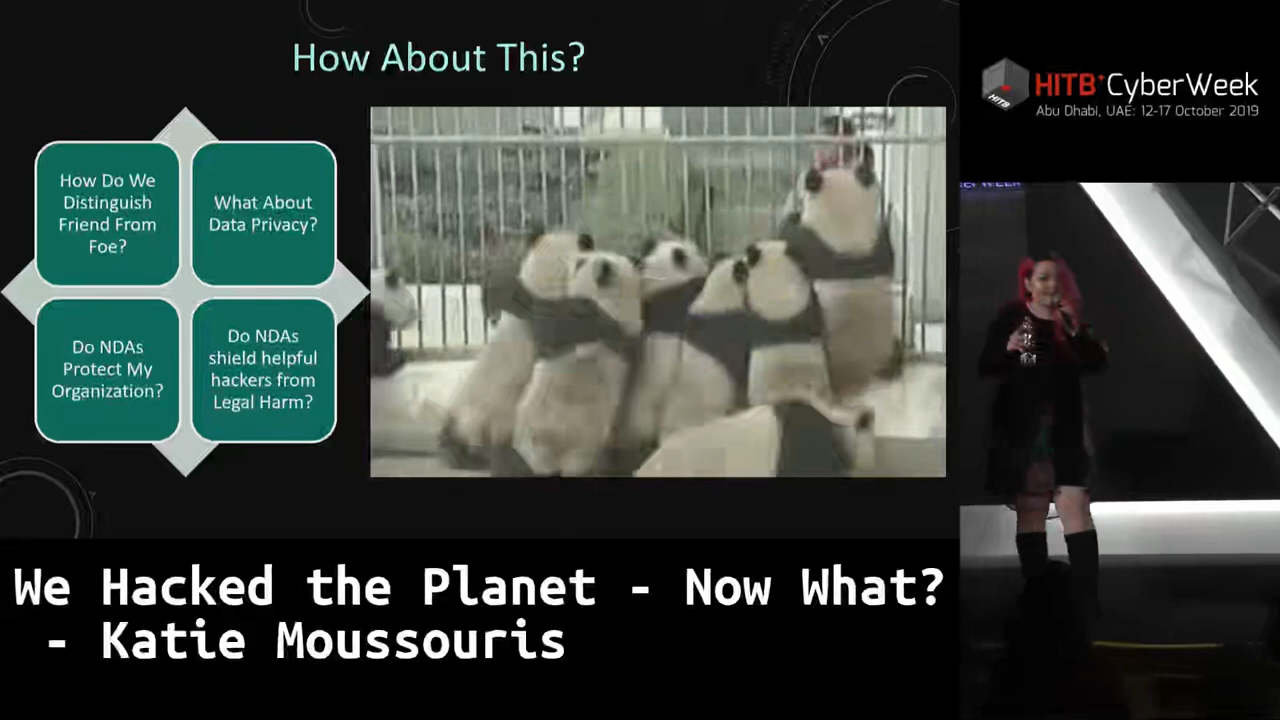 How About This?
How Do We
Distinguish
Friend From
Foe?
What About
Data Privacy?
Do NDAs
Protect My
Organization?
Do NDAs
shield helpful
hackers from
Legal Harm?
HITB+CyberWeek
HITB
Abu Dhabi, UAE: 12-17 October 2019
We Hacked the Planet - Now What?
- Katie Moussouris